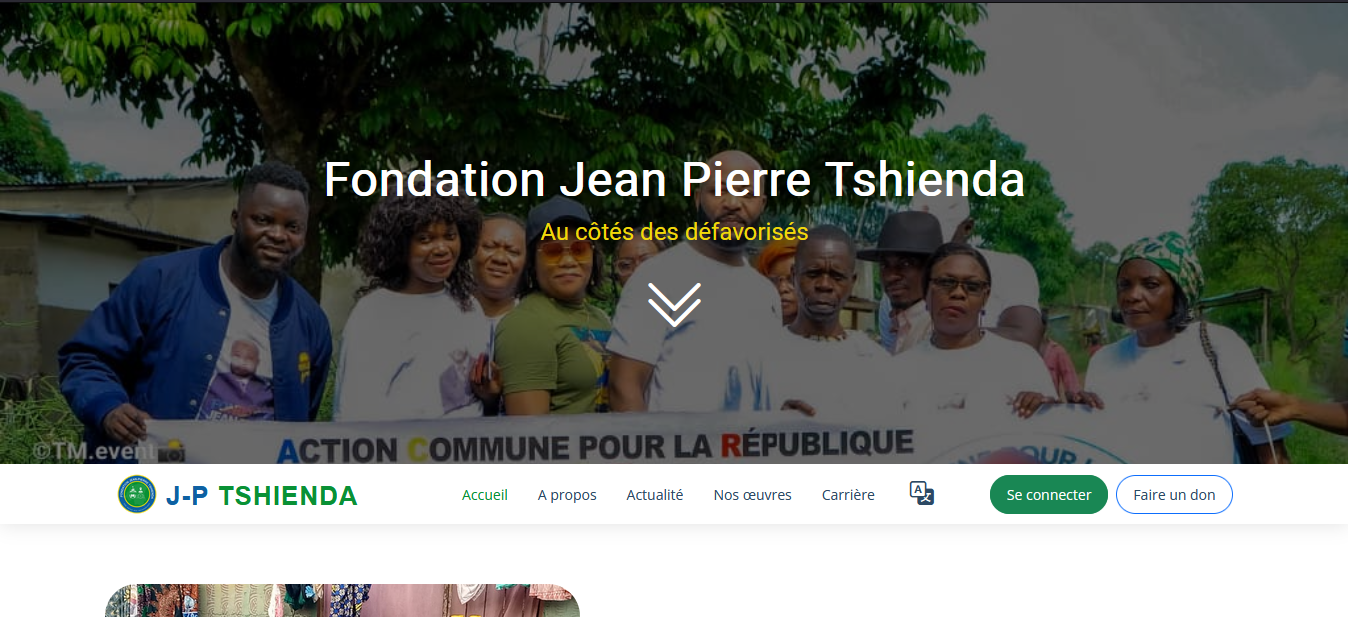 Fondation Jean Pierre Tshienda
Au côtés des défavorisés
ACTION COMMUNE POUR LA RÉPUBLIQUE
©TM.event
J-P TSHIENDA
Accueil
A propos
Actualité
Nos œuvres
Carrière
Se connecter
Faire un don